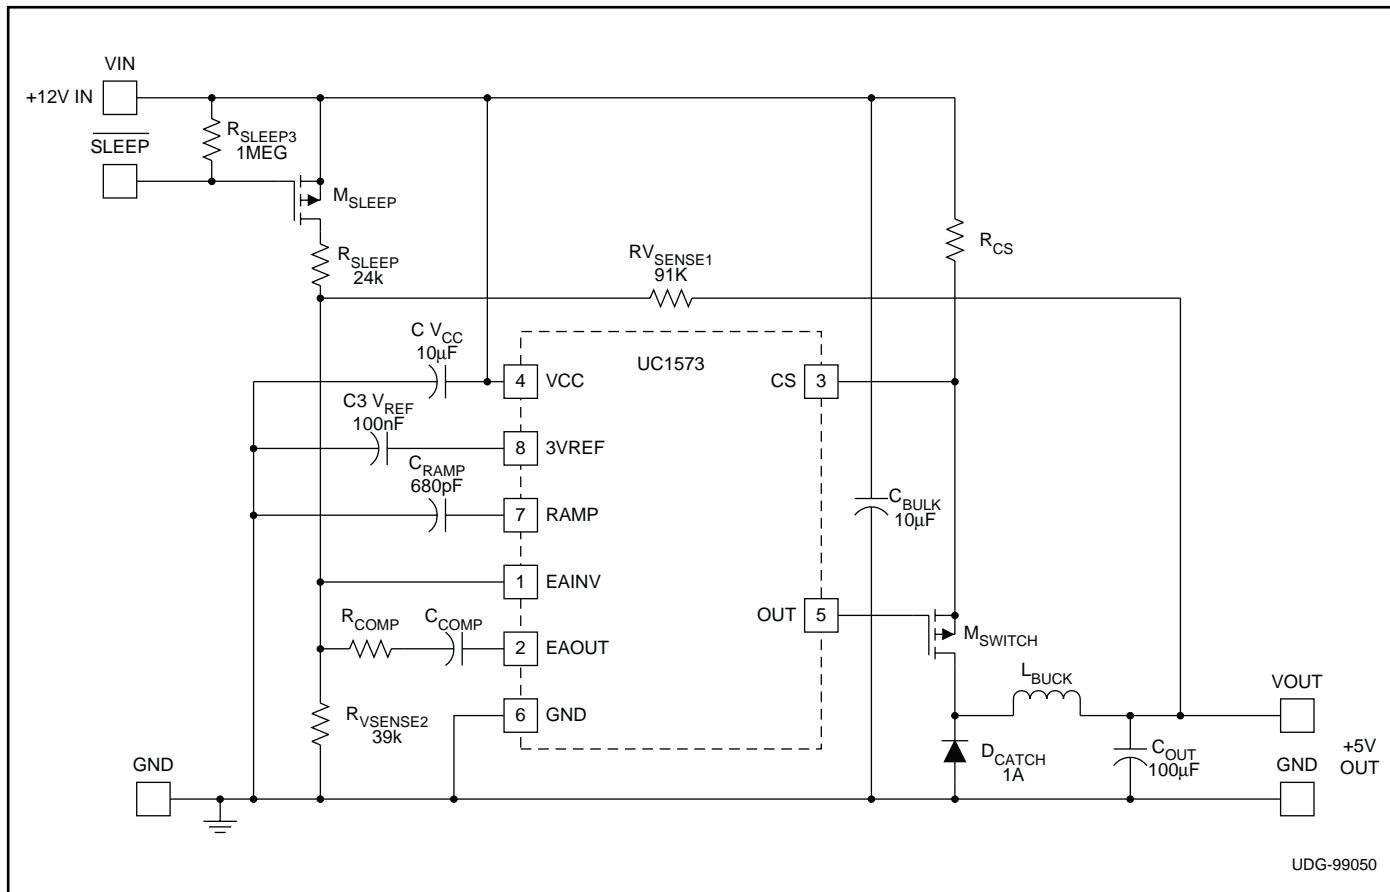 VIN
+12V IN
SLEEP
RSLEEP3
1MEG
MSLEEP
RSLEEP
24k
RVSENSE1
91K
RCS
C VCC
10µF
UC1573
4 VCC
CS 3
C3 VREF
100nF
8 3VREF
CRAMP
680pF
7 RAMP
CBULK
10µF
1 EAINV
OUT 5
RCOMP
CCOMP
2 EAOUT
MSWITCH
LBUCK
VOUT
6 GND
RVSENSE2
39k
DCATCH
1A
COUT
100µF
+5V
OUT
GND
GND
UDG-99050